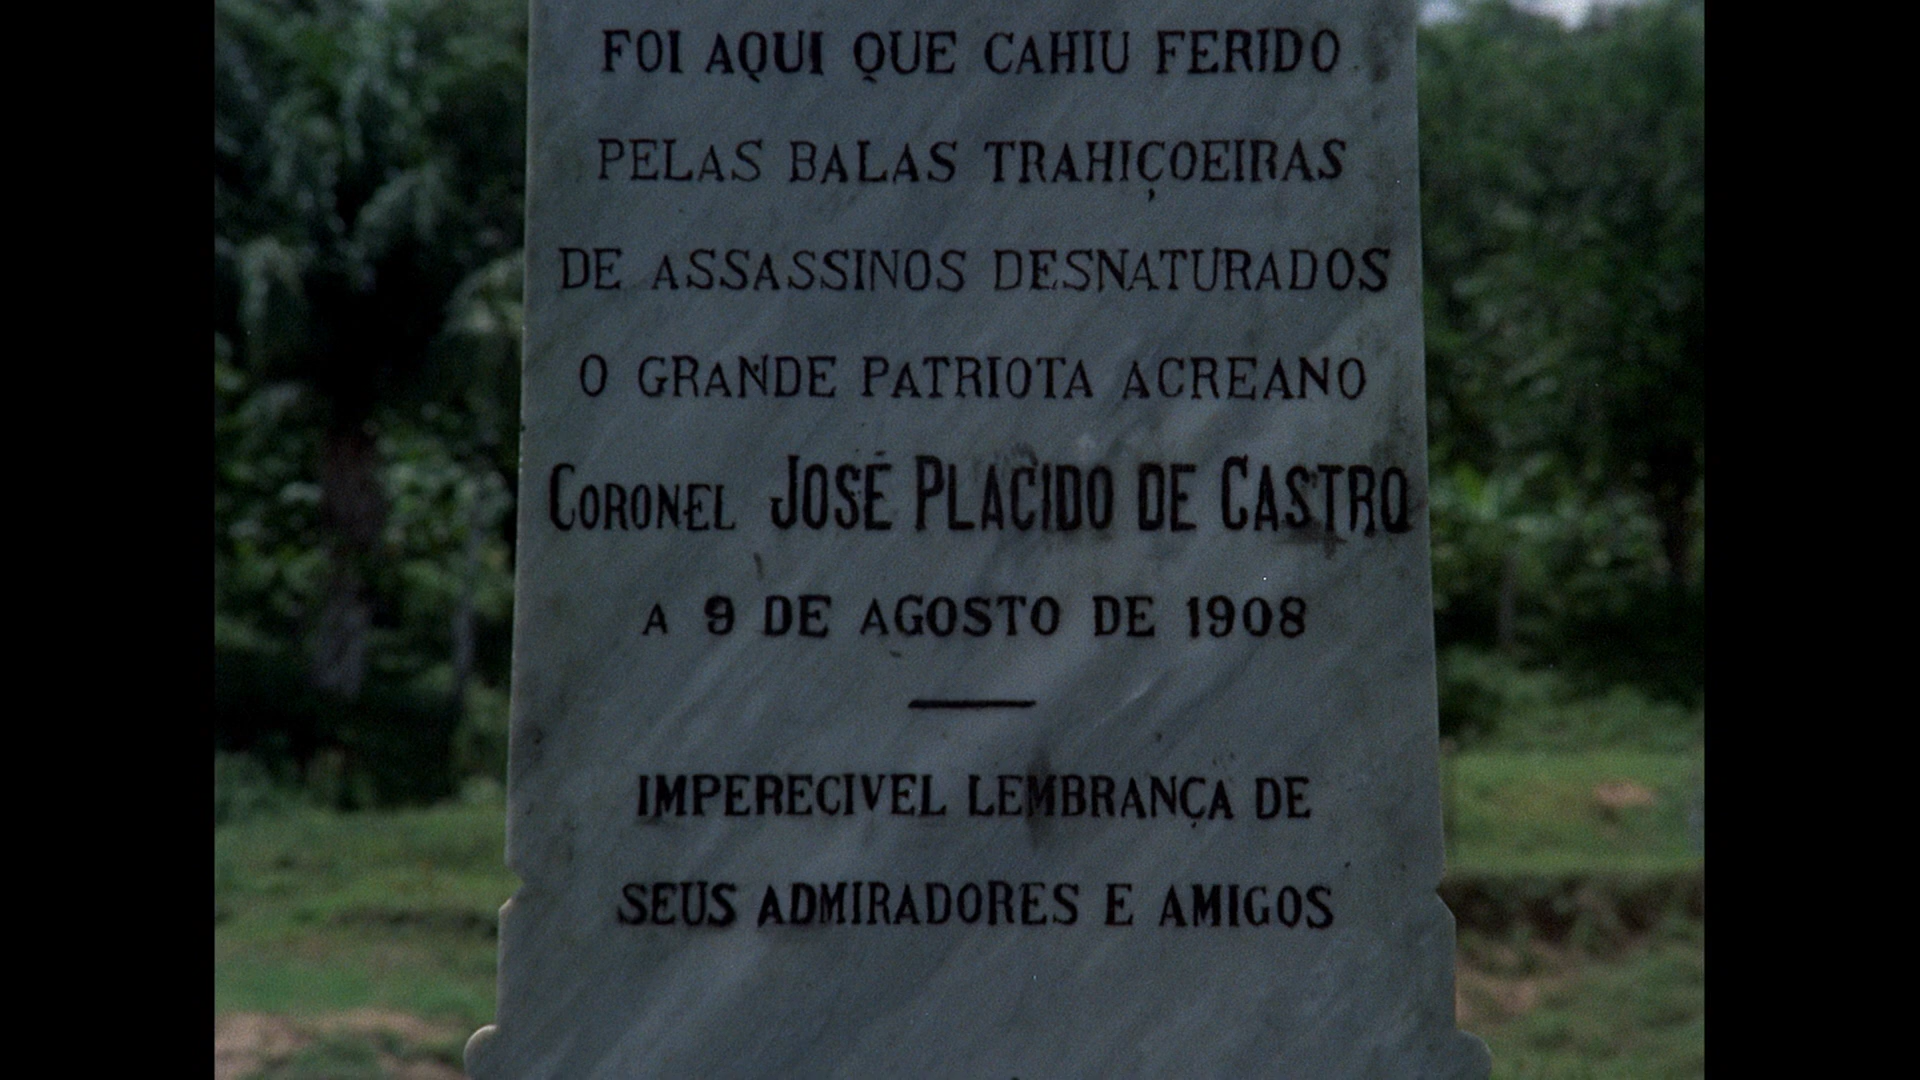 FOI AQUI QUE CAHIU FERIDO
PELAS BALAS TRAHIÇOEIRAS
DE ASSASSINOS DESNATURADOS
O GRANDE PATRIOTA ACREANO
CORONEL JOSÉ PLACIDO DE CASTRO
A 9 DE AGOSTO DE 1908
IMPERECIVEL LEMBRANÇA DE
SEUS ADMIRADORES E AMIGOS